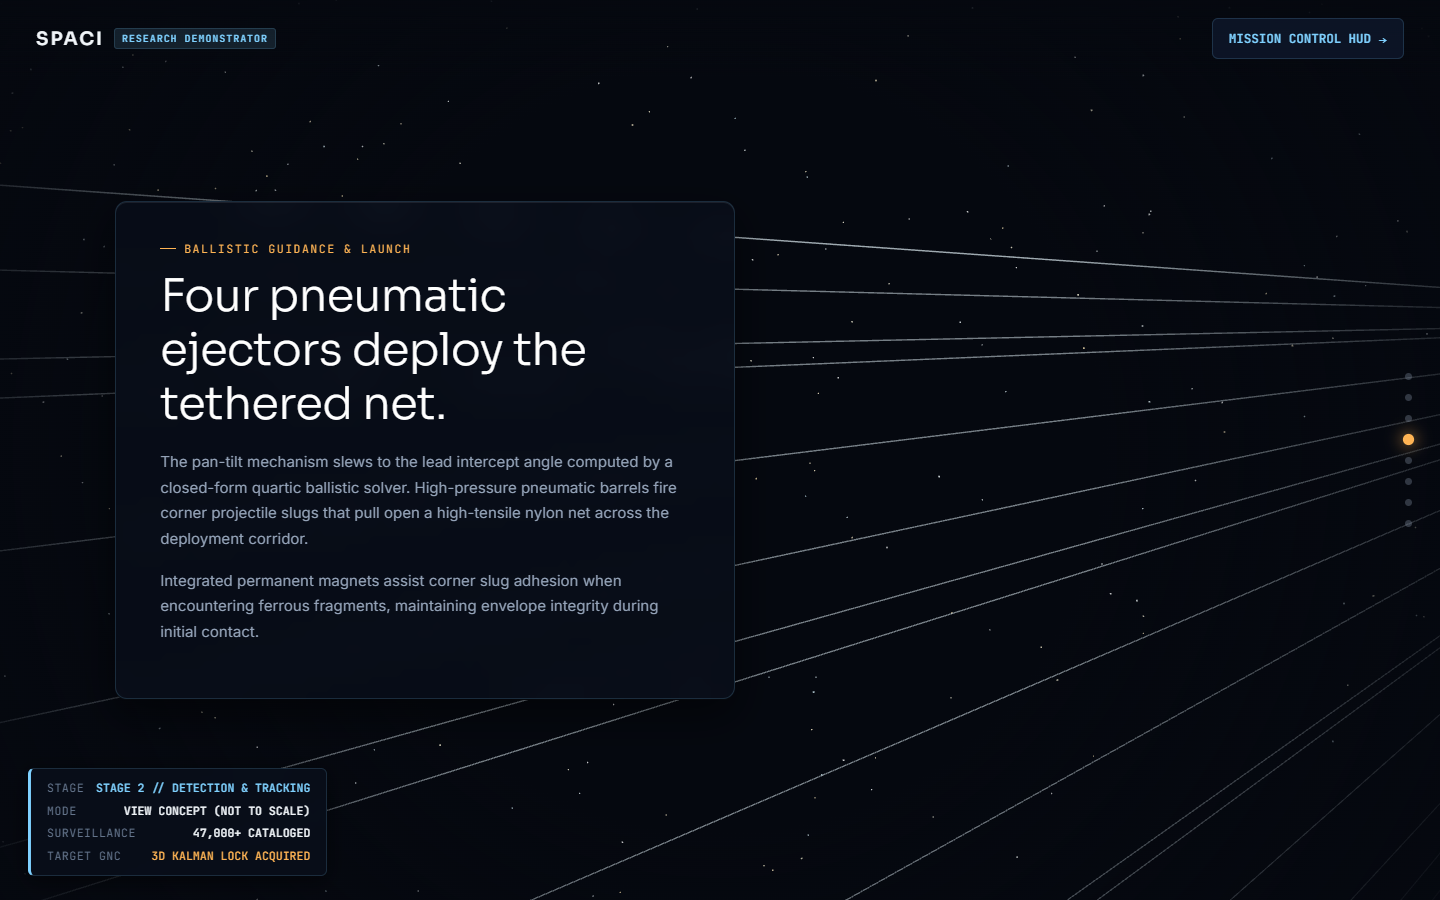 SPACI
RESEARCH DEMONSTRATOR
MISSION CONTROL HUD →
BALLISTIC GUIDANCE & LAUNCH
Four pneumatic
ejectors deploy the
tethered net.
The pan-tilt mechanism slews to the lead intercept angle computed by a
closed-form quartic ballistic solver. High-pressure pneumatic barrels fire
corner projectile slugs that pull open a high-tensile nylon net across the
deployment corridor.
Integrated permanent magnets assist corner slug adhesion when
encountering ferrous fragments, maintaining envelope integrity during
initial contact.
STAGE STAGE 2 // DETECTION & TRACKING
MODE VIEW CONCEPT (NOT TO SCALE)
SURVEILLANCE 47,000+ CATALOGED
TARGET GNC 3D KALMAN LOCK ACQUIRED